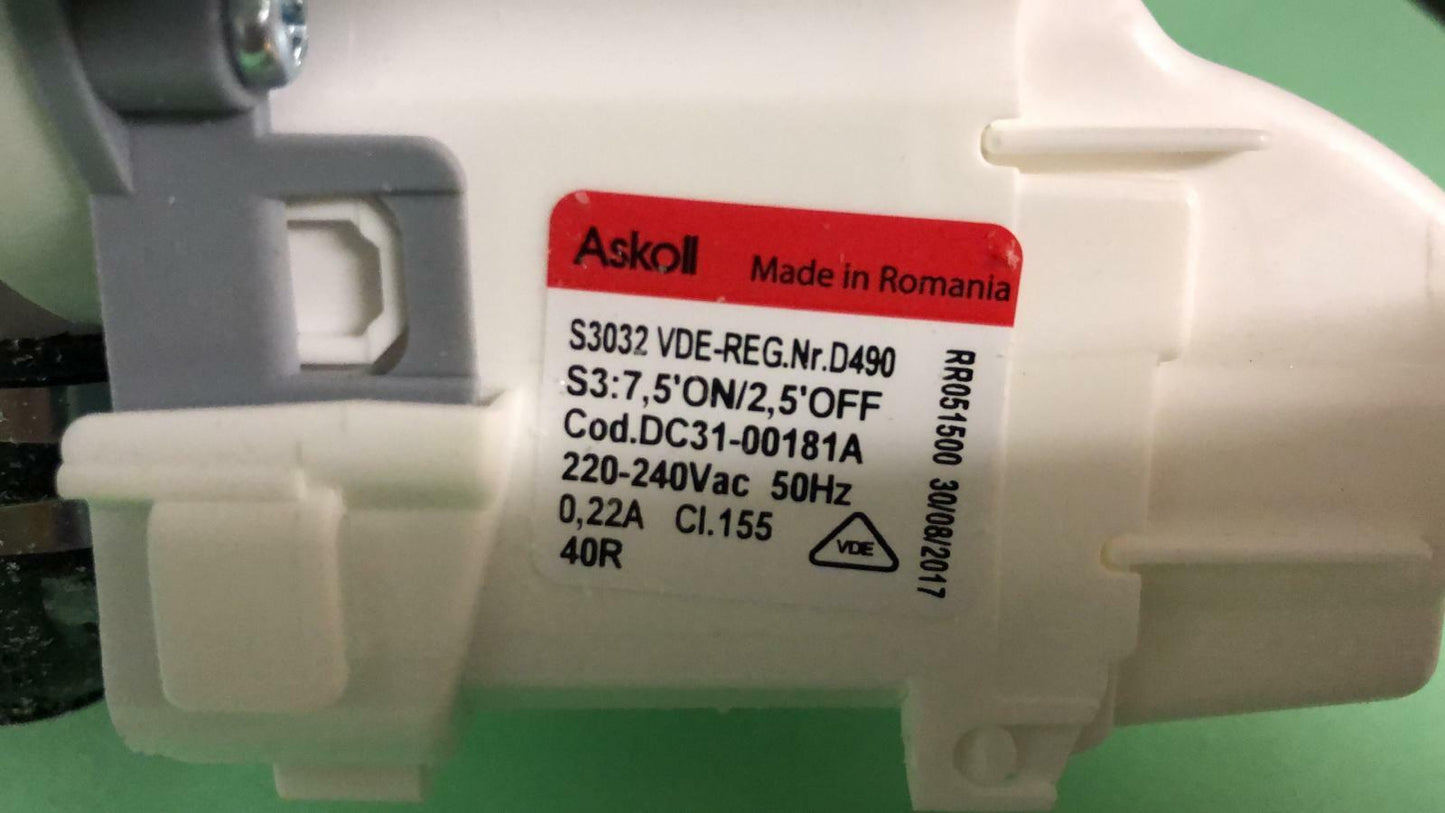 Askoll Made in Romania
S3032 VDE-REG.Nr.D490
S3:7,5'ON/2,5'OFF
Cod.DC31-00181A
220-240Vac 50Hz
0,22A Cl.155
40R
VDE
RR051500 30/08/2017